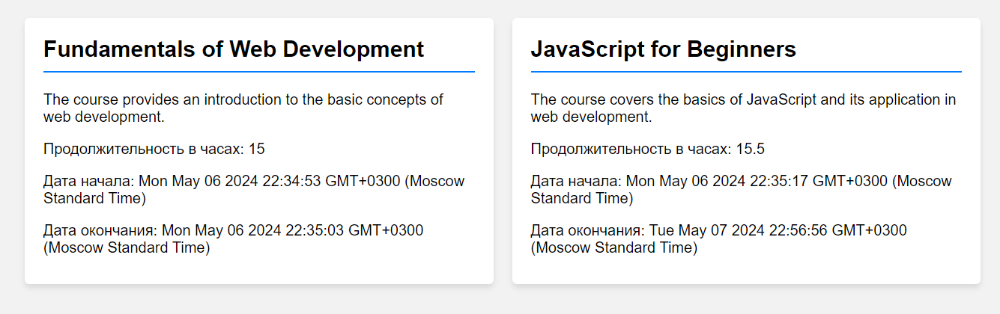 Fundamentals of Web Development
The course provides an introduction to the basic concepts of
web development.
Продолжительность в часах: 15
Дата начала: Mon May 06 2024 22:34:53 GMT+0300 (Moscow
Standard Time)
Дата окончания: Mon May 06 2024 22:35:03 GMT+0300
(Moscow Standard Time)
JavaScript for Beginners
The course covers the basics of JavaScript and its application in
web development.
Продолжительность в часах: 15.5
Дата начала: Mon May 06 2024 22:35:17 GMT+0300 (Moscow
Standard Time)
Дата окончания: Tue May 07 2024 22:56:56 GMT+0300
(Moscow Standard Time)